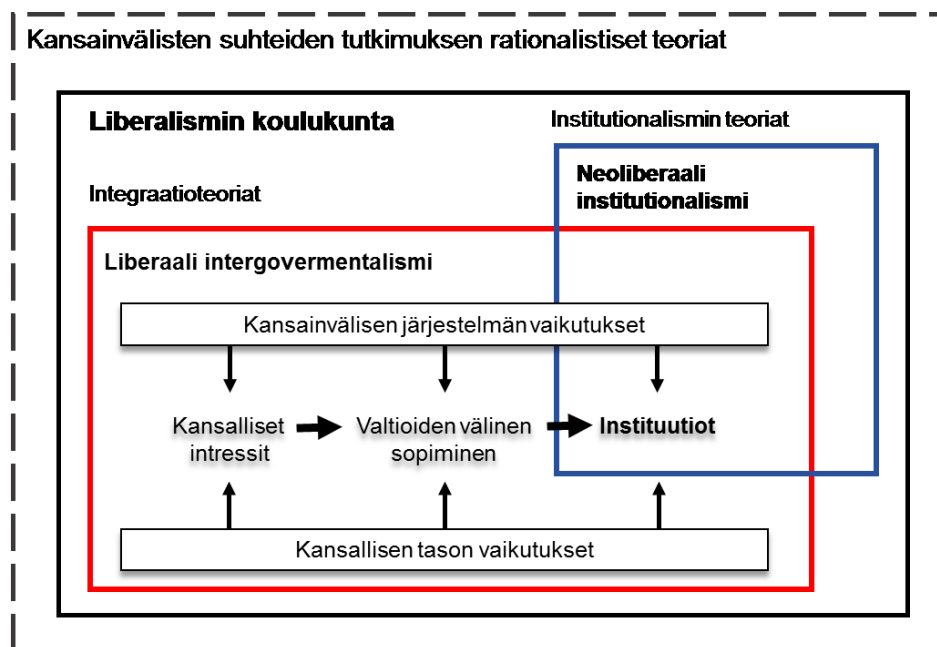 Kansainvälisten suhteiden tutkimuksen rationalistiset teoriat
Liberalismin koulukunta
Institutionalismin teoriat
Neoliberaali
institutionalismi
Integraatioteoriat
Liberaali intergovermentalismi
Kansainvälisen järjestelmän vaikutukset
Kansalliset
intressit
Valtioiden välinen
sopiminen
Instituutiot
Kansallisen tason vaikutukset